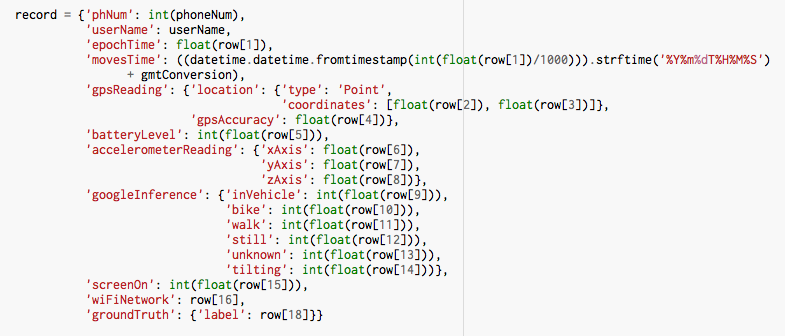 record = {'phNum': int(phoneNum),
'userName': userName,
'epochTime': float(row[1]),
'movesTime': ((datetime.datetime.fromtimestamp(int(float(row[1])/1000))).strftime('%Y%m%dT%H%M%S')
+ gmtConversion),
'gpsReading': {'location': {'type': 'Point',
'coordinates': [float(row[2]), float(row[3])]},
'gpsAccuracy': float(row[4])},
'batteryLevel': int(float(row[5])),
'accelerometerReading': {'xAxis': float(row[6]),
'yAxis': float(row[7]),
'zAxis': float(row[8])},
'googleInference': {'inVehicle': int(float(row[9])),
'bike': int(float(row[10])),
'walk': int(float(row[11])),
'still': int(float(row[12])),
'unknown': int(float(row[13])),
'tilting': int(float(row[14]))},
'screenOn': int(float(row[15])),
'wiFiNetwork': row[16],
'groundTruth': {'label': row[18]}}